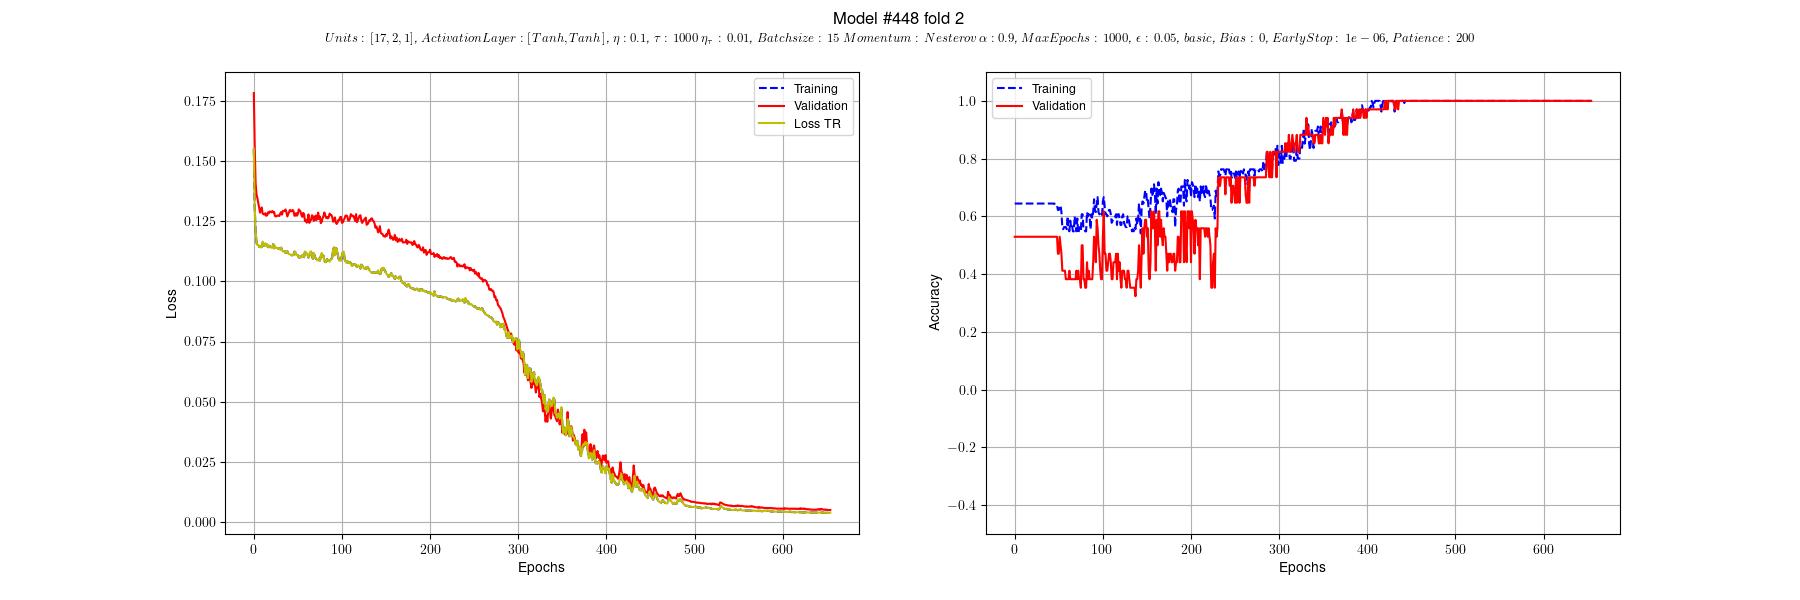 Model #448 fold 2
Units : [17, 2, 1], ActivationLayer : [Tanh, Tanh], η : 0.1, τ : 1000 ητ : 0.01, Batchsize : 15 Momentum : Nesterov α : 0.9, MaxEpochs : 1000, ϵ : 0.05, basic, Bias : 0, EarlyStop : 1e − 06, Patience : 200
Training
Validation
Loss TR
0.175
0.150
0.125
0.100
0.075
0.050
0.025
0.000
Loss
0 100 200 300 400 500 600
Epochs
Training
Validation
1.0
0.8
0.6
0.4
0.2
0.0
−0.2
−0.4
Accuracy
0 100 200 300 400 500 600
Epochs